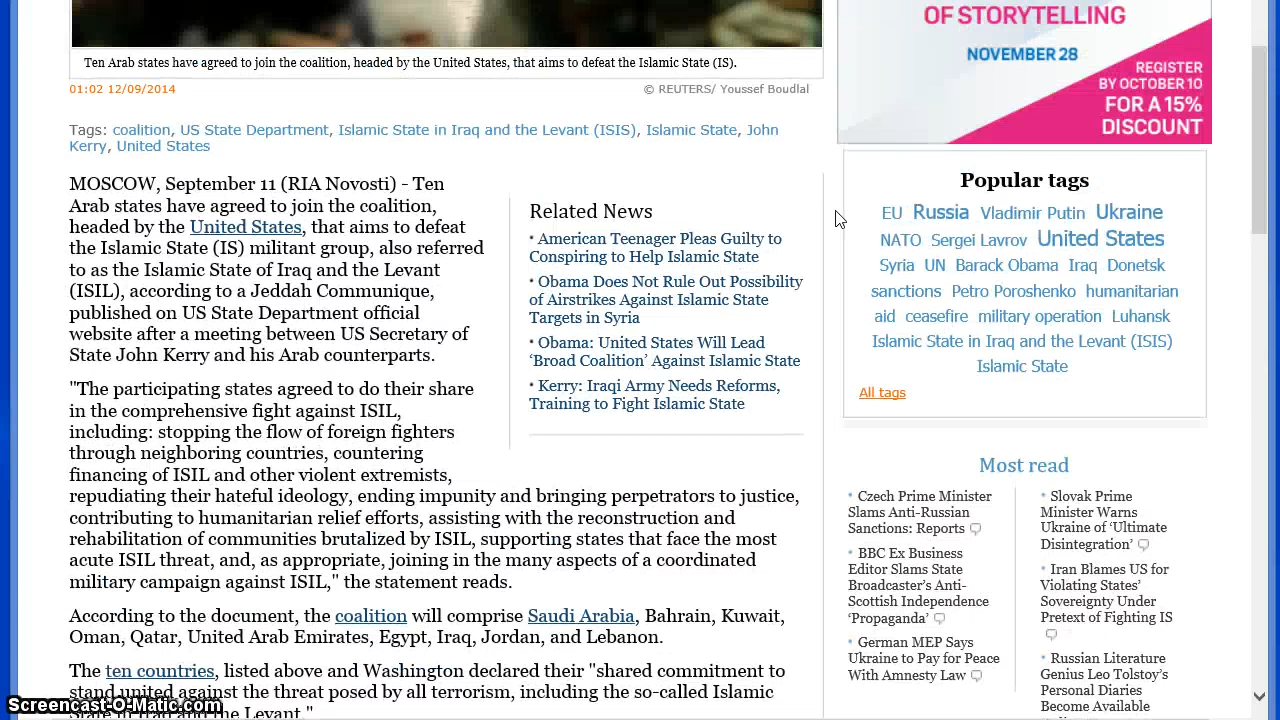 OF STORYTELLING
NOVEMBER 28
REGISTER
BY OCTOBER 10
FOR A 15%
DISCOUNT
Ten Arab states have agreed to join the coalition, headed by the United States, that aims to defeat the Islamic State (IS).
01:02 12/09/2014
© REUTERS/ Youssef Boudlal
Tags: coalition, US State Department, Islamic State in Iraq and the Levant (ISIS), Islamic State, John
Kerry, United States
MOSCOW, September 11 (RIA Novosti) - Ten
Arab states have agreed to join the coalition,
headed by the United States, that aims to defeat
the Islamic State (IS) militant group, also referred
to as the Islamic State of Iraq and the Levant
(ISIL), according to a Jeddah Communique,
published on US State Department official
website after a meeting between US Secretary of
State John Kerry and his Arab counterparts.
"The participating states agreed to do their share
in the comprehensive fight against ISIL,
including: stopping the flow of foreign fighters
through neighboring countries, countering
financing of ISIL and other violent extremists,
repudiating their hateful ideology, ending impunity and bringing perpetrators to justice,
contributing to humanitarian relief efforts, assisting with the reconstruction and
rehabilitation of communities brutalized by ISIL, supporting states that face the most
acute ISIL threat, and, as appropriate, joining in the many aspects of a coordinated
military campaign against ISIL," the statement reads.
According to the document, the coalition will comprise Saudi Arabia, Bahrain, Kuwait,
Oman, Qatar, United Arab Emirates, Egypt, Iraq, Jordan, and Lebanon.
The ten countries, listed above and Washington declared their "shared commitment to
stand united against the threat posed by all terrorism, including the so-called Islamic
State in Iraq and the Levant."
Related News
• American Teenager Pleas Guilty to
Conspiring to Help Islamic State
• Obama Does Not Rule Out Possibility
of Airstrikes Against Islamic State
Targets in Syria
• Obama: United States Will Lead
‘Broad Coalition’ Against Islamic State
• Kerry: Iraqi Army Needs Reforms,
Training to Fight Islamic State
Popular tags
EU Russia Vladimir Putin Ukraine
NATO Sergei Lavrov United States
Syria UN Barack Obama Iraq Donetsk
sanctions Petro Poroshenko humanitarian
aid ceasefire military operation Luhansk
Islamic State in Iraq and the Levant (ISIS)
Islamic State
All tags
Most read
• Czech Prime Minister
Slams Anti-Russian
Sanctions: Reports
• BBC Ex Business
Editor Slams State
Broadcaster’s Anti-
Scottish Independence
‘Propaganda’
• German MEP Says
Ukraine to Pay for Peace
With Amnesty Law
• Slovak Prime
Minister Warns
Ukraine of ‘Ultimate
Disintegration’
• Iran Blames US for
Violating States’
Sovereignty Under
Pretext of Fighting IS
• Russian Literature
Genius Leo Tolstoy’s
Personal Diaries
Become Available
Screencast-O-Matic.com